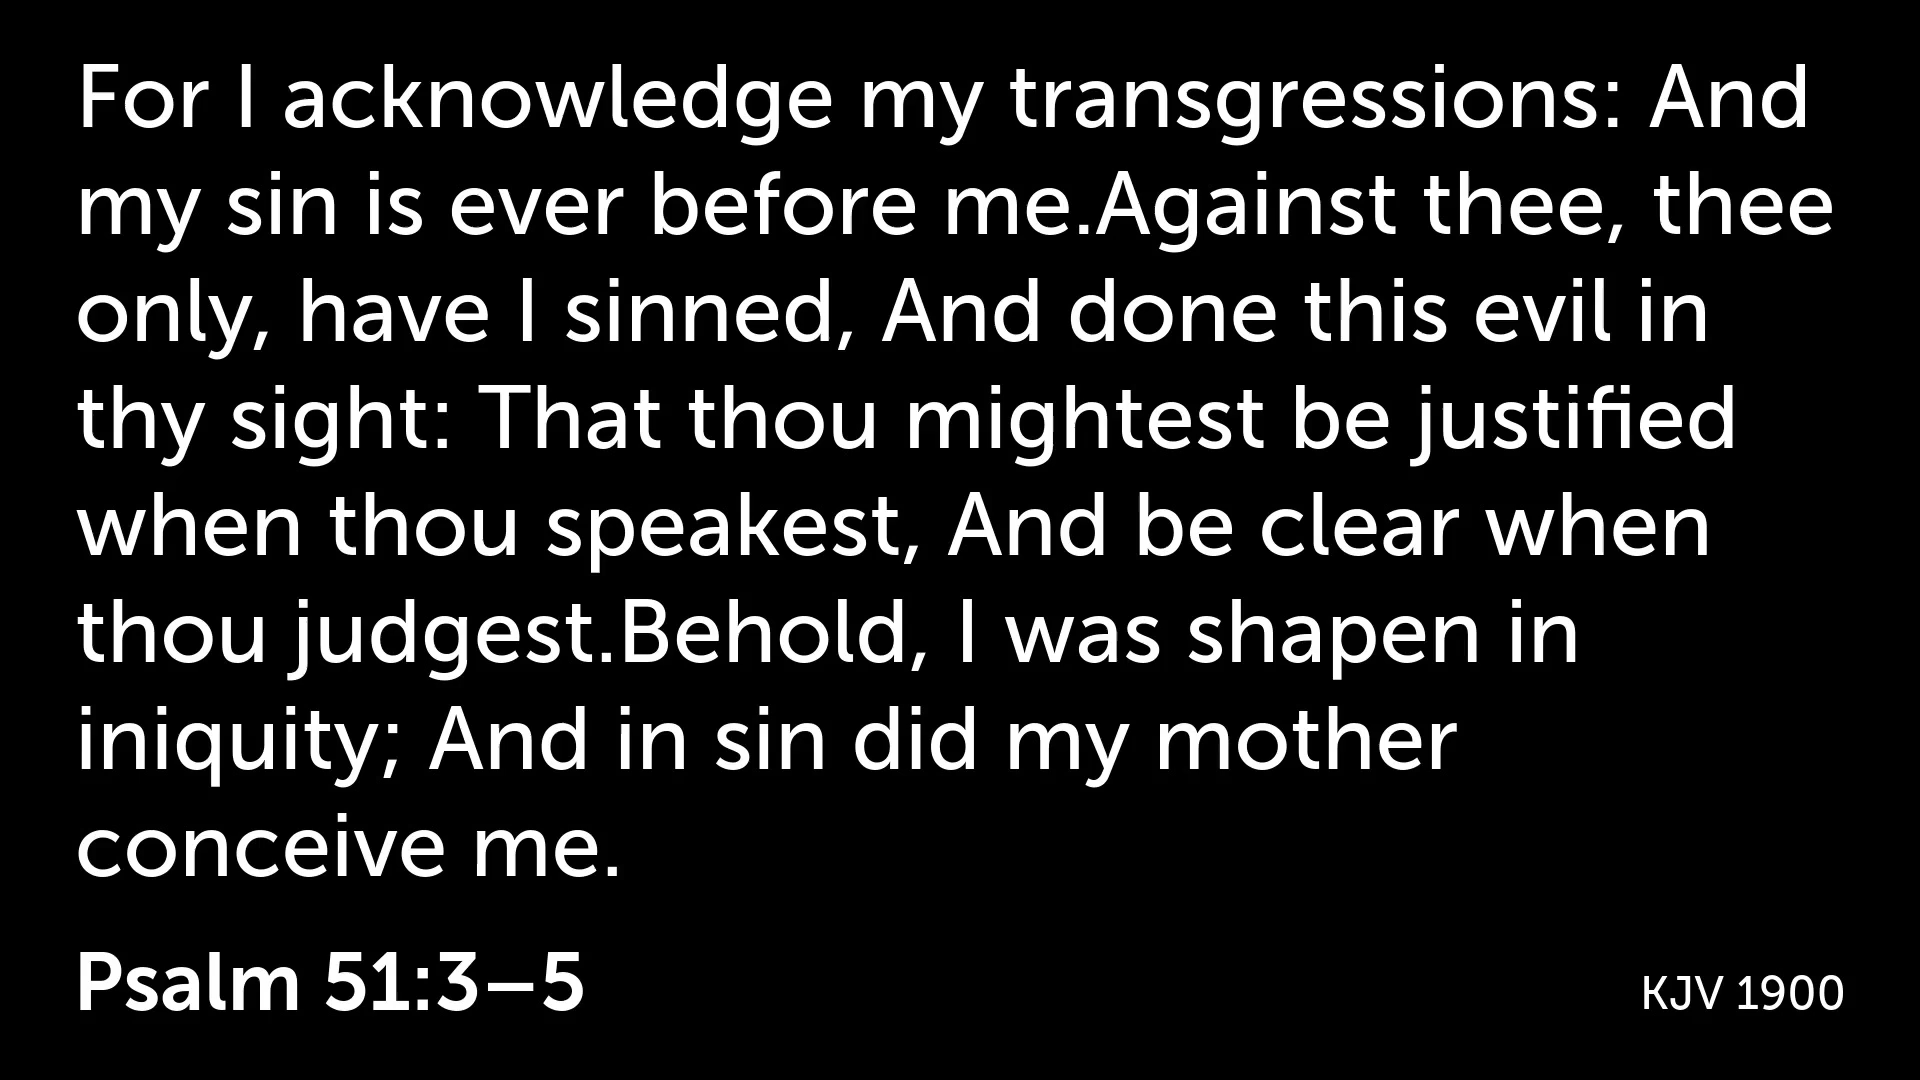 For I acknowledge my transgressions: And
my sin is ever before me.Against thee, thee
only, have I sinned, And done this evil in
thy sight: That thou mightest be justified
when thou speakest, And be clear when
thou judgest.Behold, I was shapen in
iniquity; And in sin did my mother
conceive me.
Psalm 51:3–5
KJV 1900